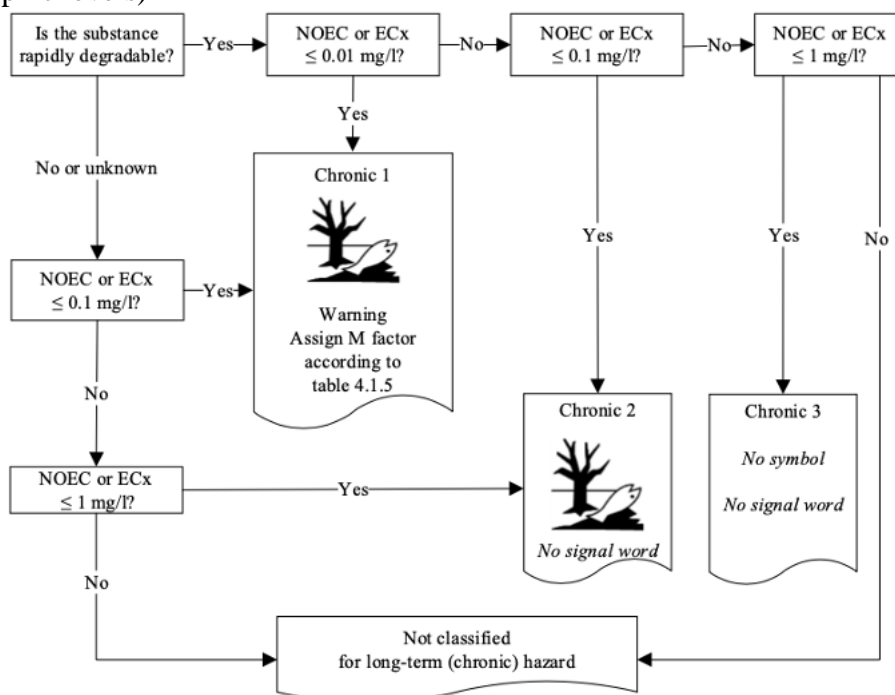 Is the substance
rapidly degradable?
Yes
NOEC or ECx
≤ 0.01 mg/l?
No
NOEC or ECx
≤ 0.1 mg/l?
No
NOEC or ECx
≤ 1 mg/l?
Yes
No or unknown
Chronic 1
Yes
Yes
No
NOEC or ECx
≤ 0.1 mg/l?
Yes
Warning
Assign M factor
according to
table 4.1.5
No
Chronic 2
Chronic 3
No symbol
NOEC or ECx
≤ 1 mg/l?
Yes
No signal word
No signal word
No
Not classified
for long-term (chronic) hazard